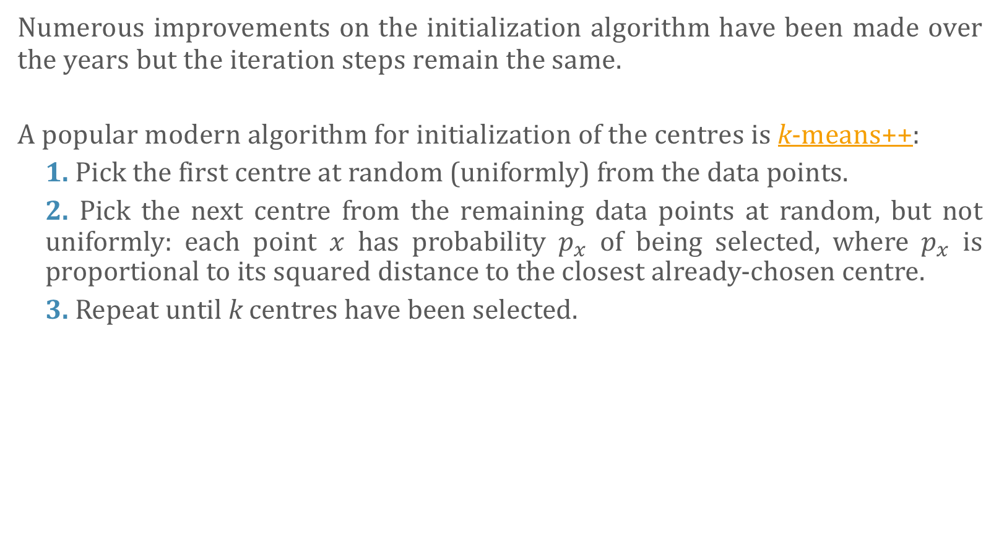 Numerous improvements on the initialization algorithm have been made over
the years but the iteration steps remain the same.
A popular modern algorithm for initialization of the centres is k-means++:
1. Pick the first centre at random (uniformly) from the data points.
2. Pick the next centre from the remaining data points at random, but not
uniformly: each point x has probability pₓ of being selected, where pₓ is
proportional to its squared distance to the closest already-chosen centre.
3. Repeat until k centres have been selected.